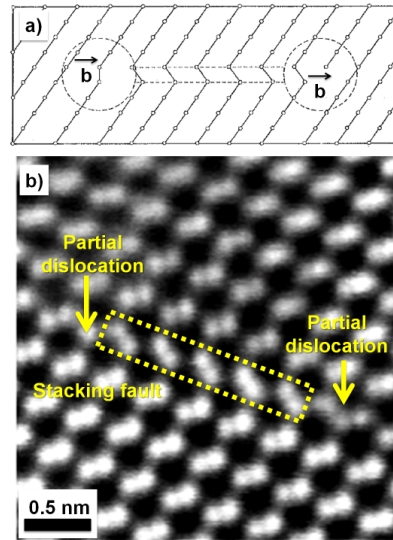 a)
b
b
b)
Partial
dislocation
Partial
dislocation
Stacking fault
0.5 nm